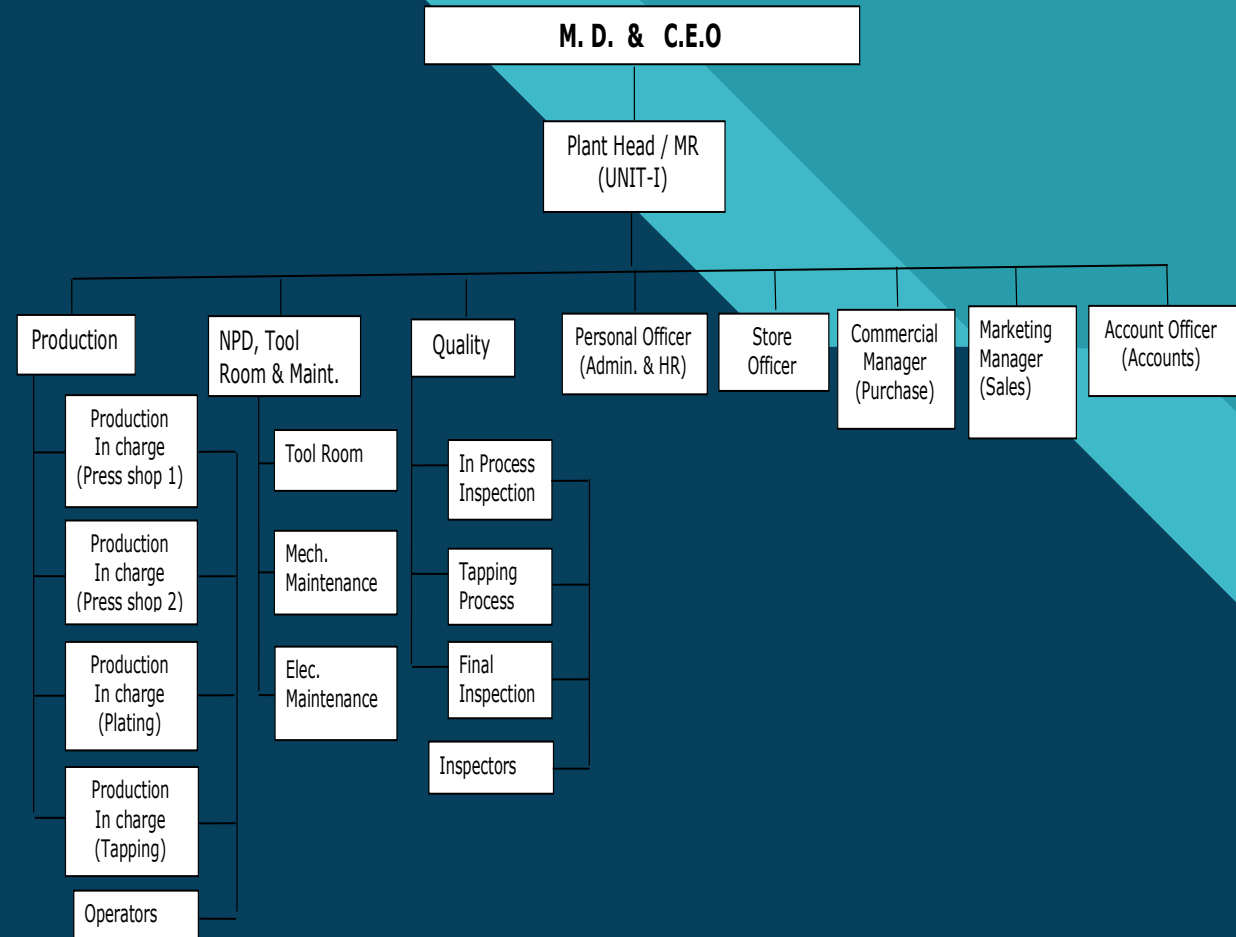 M. D. & C.E.O
Plant Head / MR
(UNIT-I)
Production
NPD, Tool
Room & Maint.
Quality
Personal Officer
(Admin. & HR)
Store
Officer
Commercial
Manager
(Purchase)
Marketing
Manager
(Sales)
Account Officer
(Accounts)
Production
In charge
(Press shop 1)
Production
In charge
(Press shop 2)
Production
In charge
(Plating)
Production
In charge
(Tapping)
Operators
Tool Room
Mech.
Maintenance
Elec.
Maintenance
In Process
Inspection
Tapping
Process
Final
Inspection
Inspectors